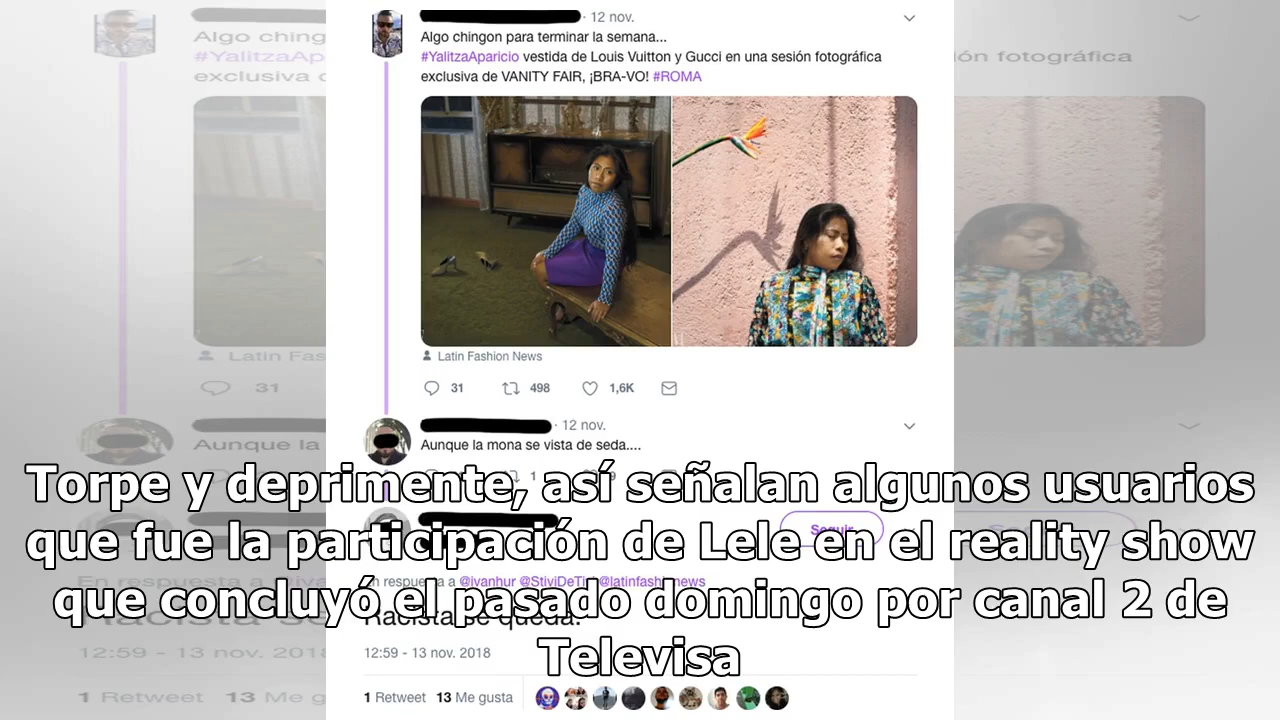 12 nov.
Algo chingon para terminar la semana...
#YalitzaAparicio vestida de Louis Vuitton y Gucci en una sesión fotográfica
exclusiva de VANITY FAIR, ¡BRA-VO! #ROMA
Latin Fashion News
31 498 1,6K
12 nov.
Aunque la mona se vista de seda....
Torpe y deprimente, así señalan algunos usuarios
que fue la participación de Lele en el reality show
que concluyó el pasado domingo por canal 2 de
Televisa
Seguir
En respuesta a @ivanhur
Racista se queda.
12:59 - 13 nov. 2018
1 Retweet 13 Me gusta